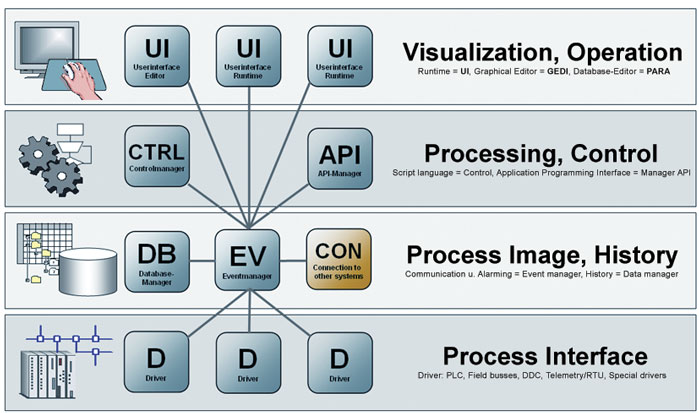 UI
Userinterface
Editor
UI
Userinterface
Runtime
UI
Userinterface
Runtime
Visualization, Operation
Runtime = UI, Graphical Editor = GEDI, Database-Editor = PARA
CTRL
Controlmanager
API
API-Manager
Processing, Control
Script language = Control, Application Programming Interface = Manager API
DB
Database-
Manager
EV
Eventmanager
CON
Connection to
other systems
Process Image, History
Communication u. Alarming = Event manager, History = Data manager
D
Driver
D
Driver
D
Driver
Process Interface
Driver: PLC, Field busses, DDC, Telemetry/RTU, Special drivers